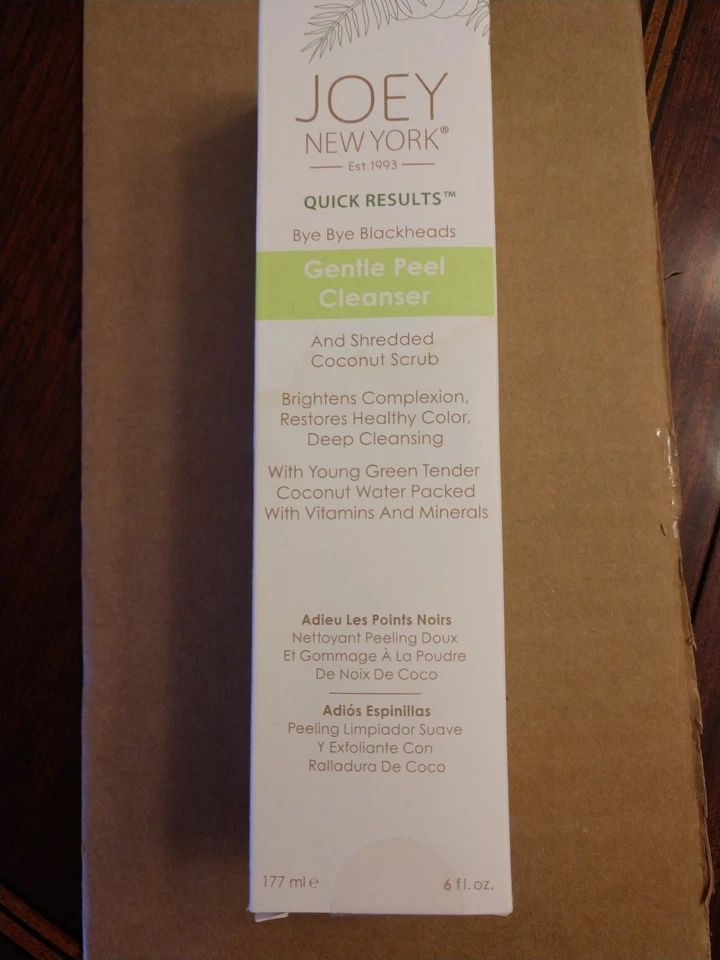 JOEY
NEW YORK®
Est.1993
QUICK RESULTS™
Bye Bye Blackheads
Gentle Peel
Cleanser
And Shredded
Coconut Scrub
Brightens Complexion,
Restores Healthy Color,
Deep Cleansing
With Young Green Tender
Coconut Water Packed
With Vitamins And Minerals
Adieu Les Points Noirs
Nettoyant Peeling Doux
Et Gommage À La Poudre
De Noix De Coco
Adiós Espinillas
Peeling Limpiador Suave
Y Exfoliante Con
Ralladura De Coco
177 ml ℮ 6 fl. oz.